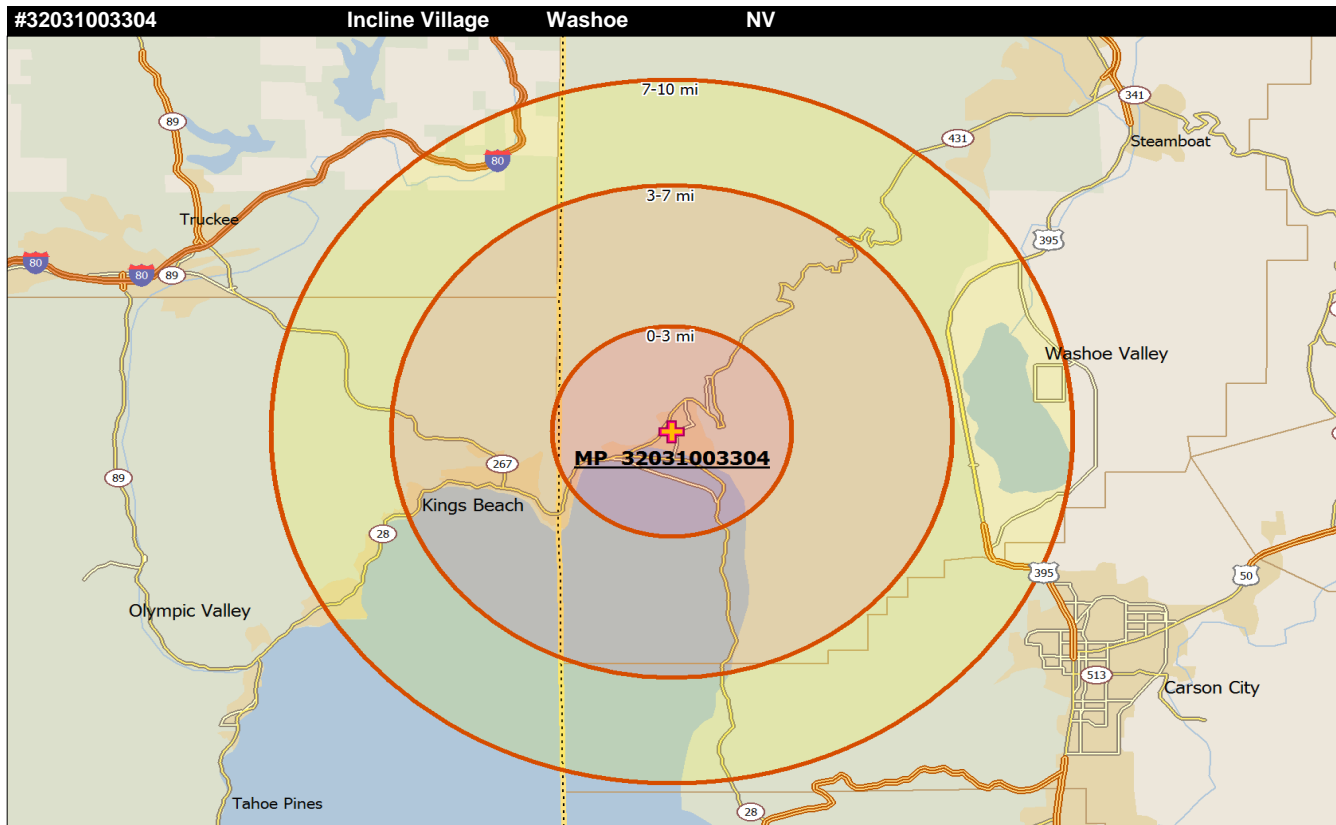 #32031003304 Incline Village Washoe NV
7-10 mi
341
89
431
Steamboat
80
3-7 mi
Truckee
395
80
80
89
0-3 mi
Washoe Valley
MP 32031003304
267
89
Kings Beach
28
395
50
Olympic Valley
513
Carson City
Tahoe Pines
28